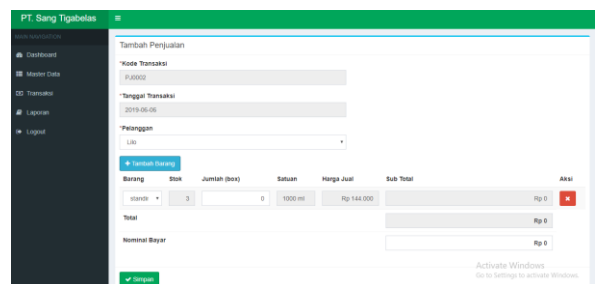 PT. Sang Tigabelas
MAIN NAVIGATION
Dashboard
Master Data
Transaksi
Laporan
Logout
Tambah Penjualan
*Kode Transaksi
PJ0002
*Tanggal Transaksi
2019-06-06
*Pelanggan
Liki
+ Tambah Barang
Barang Stok Jumlah (box) Satuan Harga Jual Sub Total Aksi
standr 3 0 1000 ml Rp 144.000 Rp 0
Total Rp 0
Nominal Bayar Rp 0
Simpan
Activate Windows
Go to Settings to activate Windows.